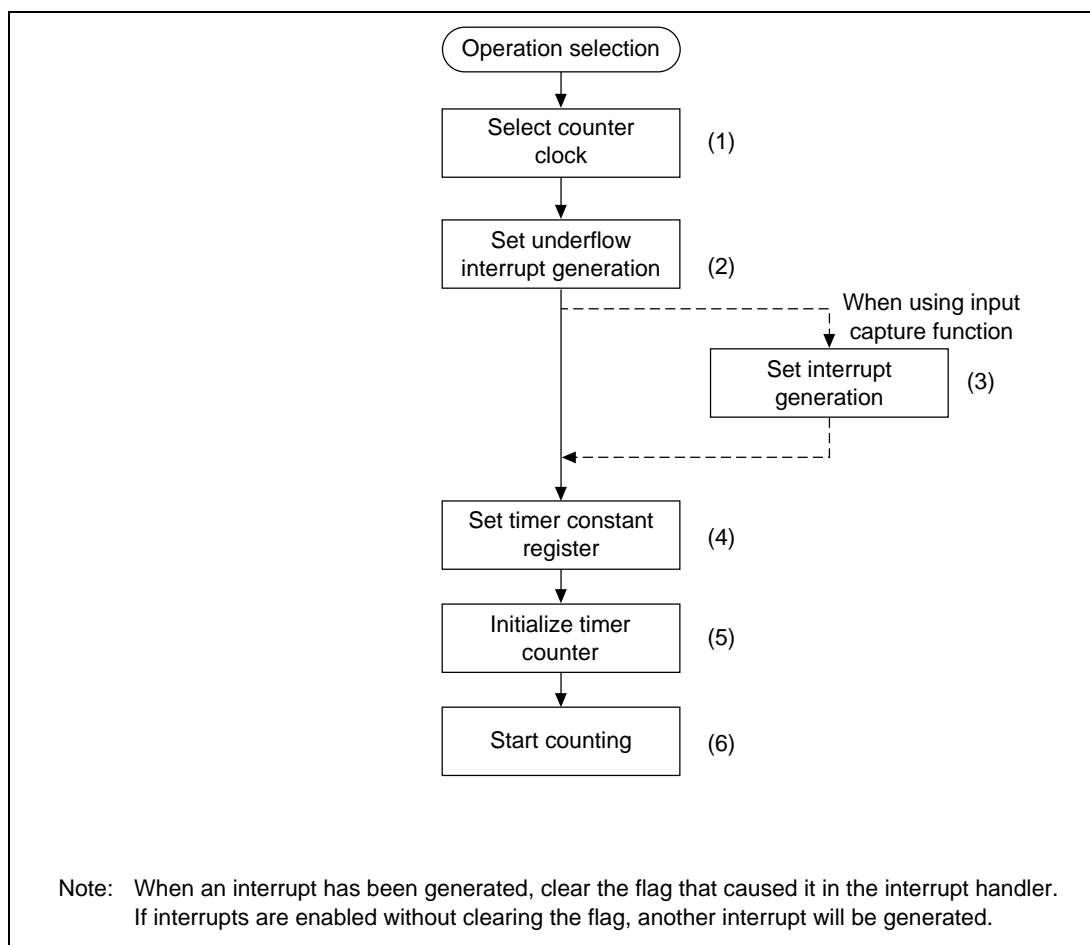 Operation selection
Select counter
clock
(1)
Set underflow
interrupt generation
(2)
When using input
capture function
Set interrupt
generation
(3)
Set timer constant
register
(4)
Initialize timer
counter
(5)
Start counting
(6)
Note: When an interrupt has been generated, clear the flag that caused it in the interrupt handler.
If interrupts are enabled without clearing the flag, another interrupt will be generated.